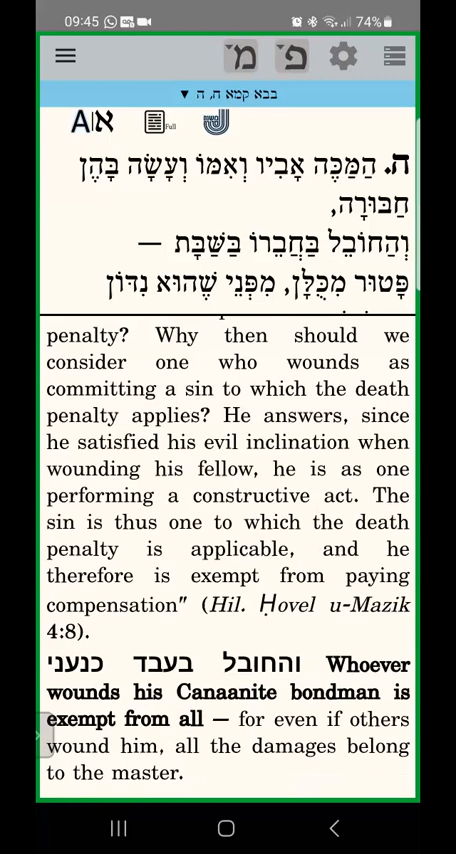 09:45 74%
מ׳ פ׳
בבא קמא ח, ה ▼
A|א Full
ה. הַמַּכֶּה אָבִיו וְאִמּוֹ וְעָשָׂה בָהֶן
חַבּוּרָה,
וְהַחוֹבֵל בַּחֲבֵרוֹ בַּשַּׁבָּת —
פָּטוּר מִכֻּלָּן, מִפְּנֵי שֶׁהוּא נִדּוֹן
penalty? Why then should we
consider one who wounds as
committing a sin to which the death
penalty applies? He answers, since
he satisfied his evil inclination when
wounding his fellow, he is as one
performing a constructive act. The
sin is thus one to which the death
penalty is applicable, and he
therefore is exempt from paying
compensation" (Hil. Ḥovel u-Mazik
4:8).
והחובל בעבד כנעני Whoever
wounds his Canaanite bondman is
exempt from all — for even if others
wound him, all the damages belong
to the master.